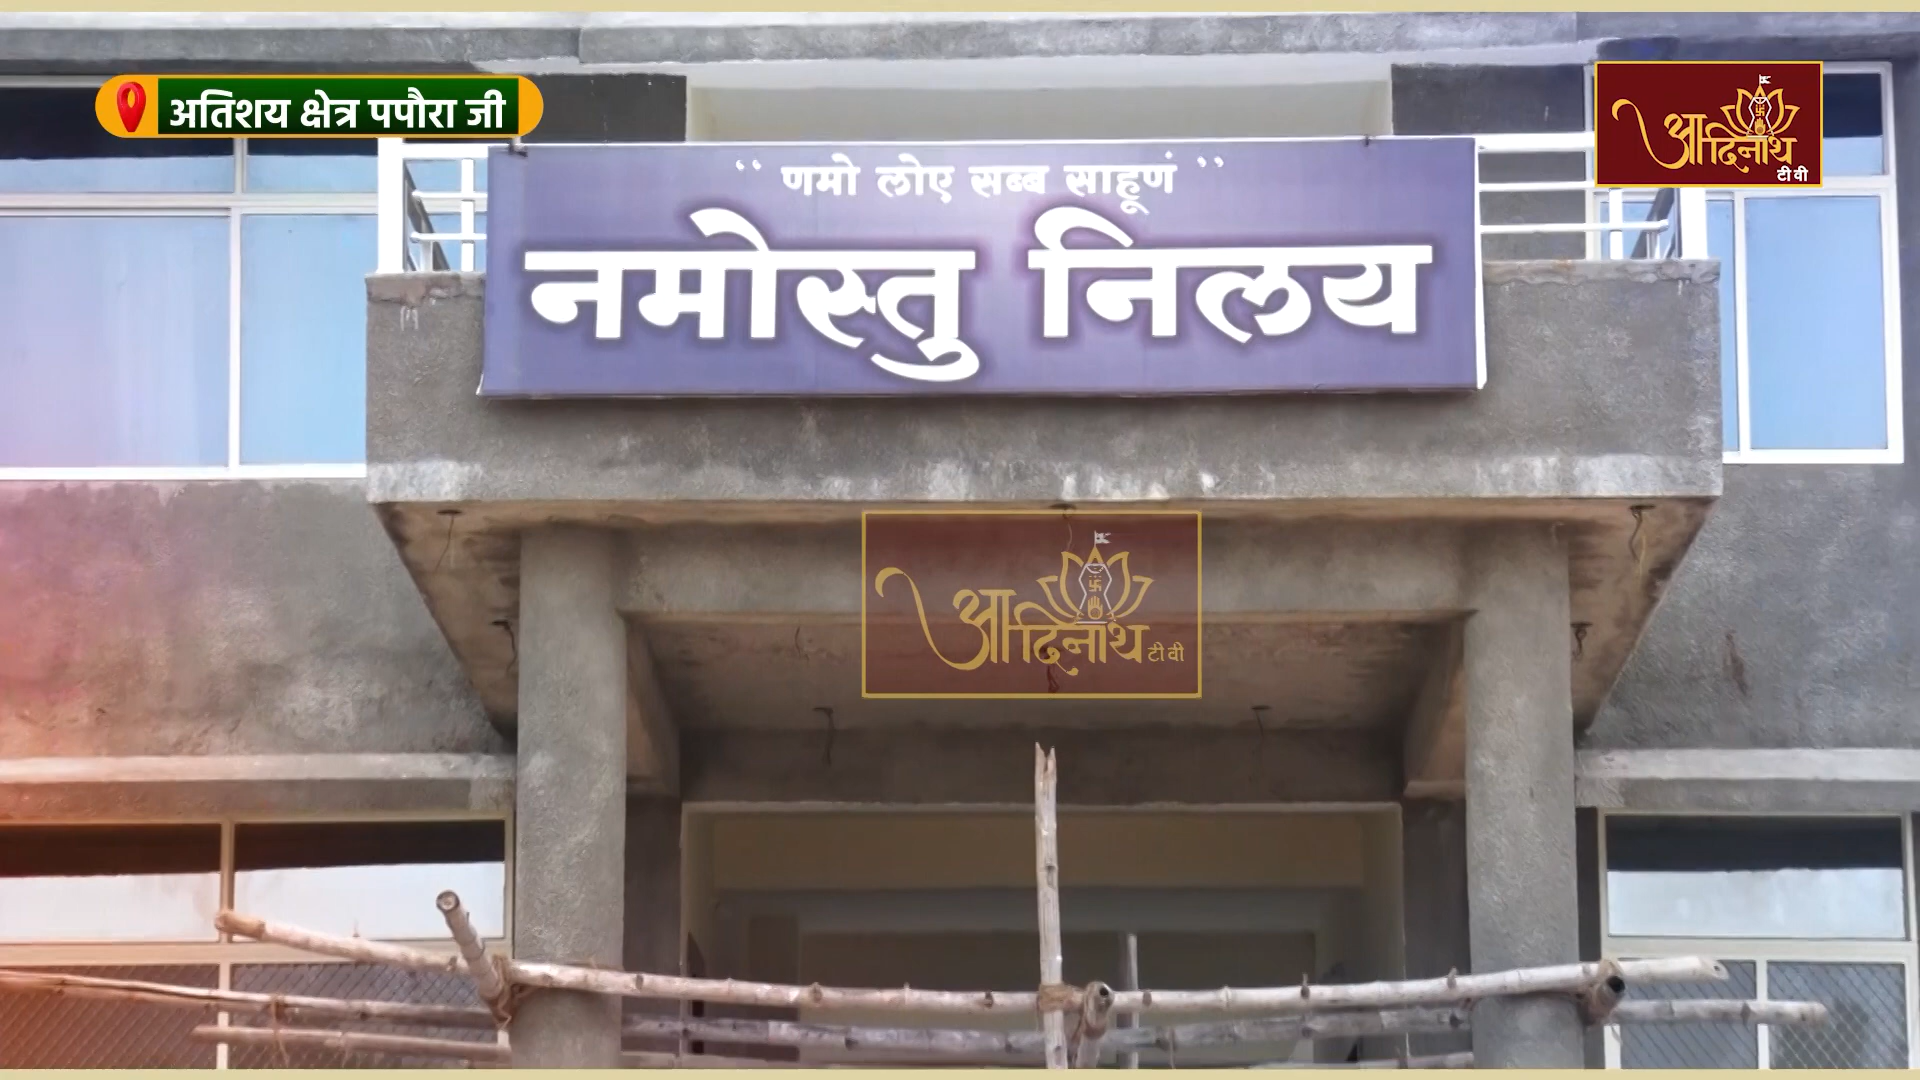 अतिशय क्षेत्र पपौरा जी
आदिनाथ
टी वी
“ णमो लोए सब्ब साहूणं ”
नमोस्तु निलय
आदिनाथ टी वी